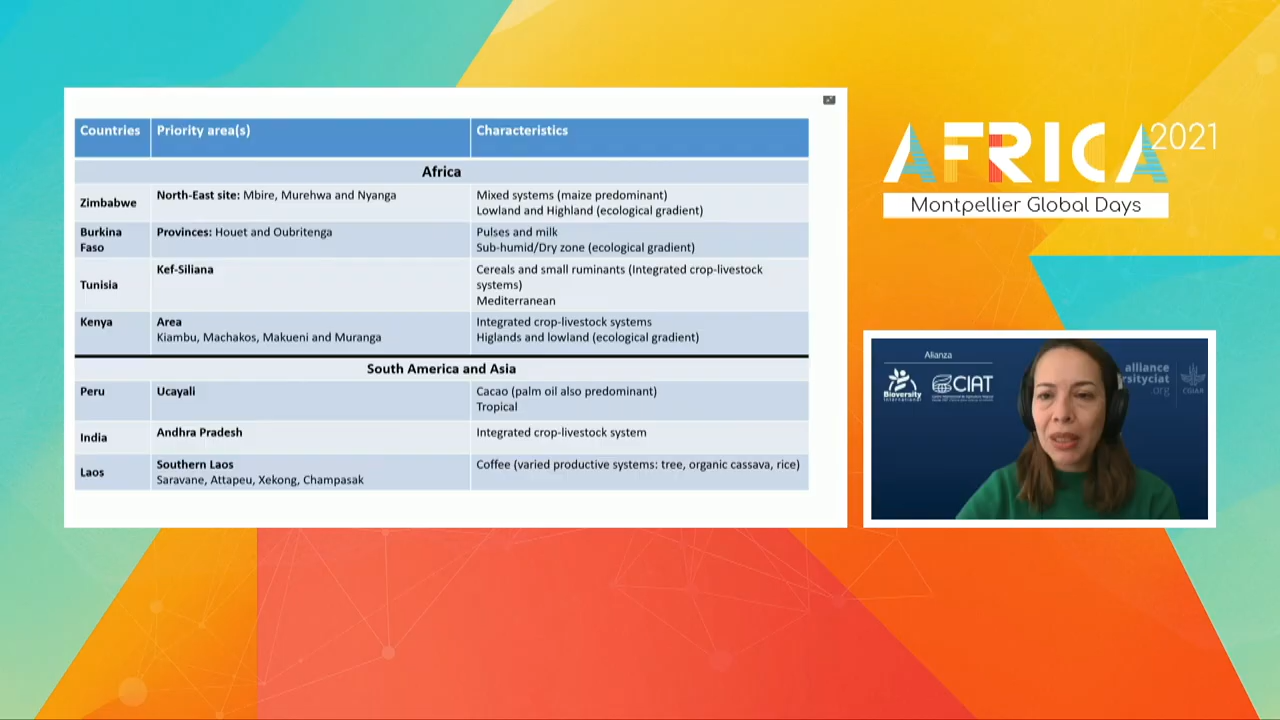 Countries
Priority area(s)
Characteristics
Africa
Zimbabwe
North-East site: Mbire, Murehwa and Nyanga
Mixed systems (maize predominant)
Lowland and Highland (ecological gradient)
Burkina
Faso
Provinces: Houet and Oubritenga
Pulses and milk
Sub-humid/Dry zone (ecological gradient)
Tunisia
Kef-Siliana
Cereals and small ruminants (Integrated crop-livestock
systems)
Mediterranean
Kenya
Area
Kiambu, Machakos, Makueni and Muranga
Integrated crop-livestock systems
Higlands and lowland (ecological gradient)
South America and Asia
Peru
Ucayali
Cacao (palm oil also predominant)
Tropical
India
Andhra Pradesh
Integrated crop-livestock system
Laos
Southern Laos
Saravane, Attapeu, Xekong, Champasak
Coffee (varied productive systems: tree, organic cassava, rice)
AFRICA 2021
Montpellier Global Days
Alianza
Bioversity
International
CIAT
alliance
rsityciat
.org
CGIAR